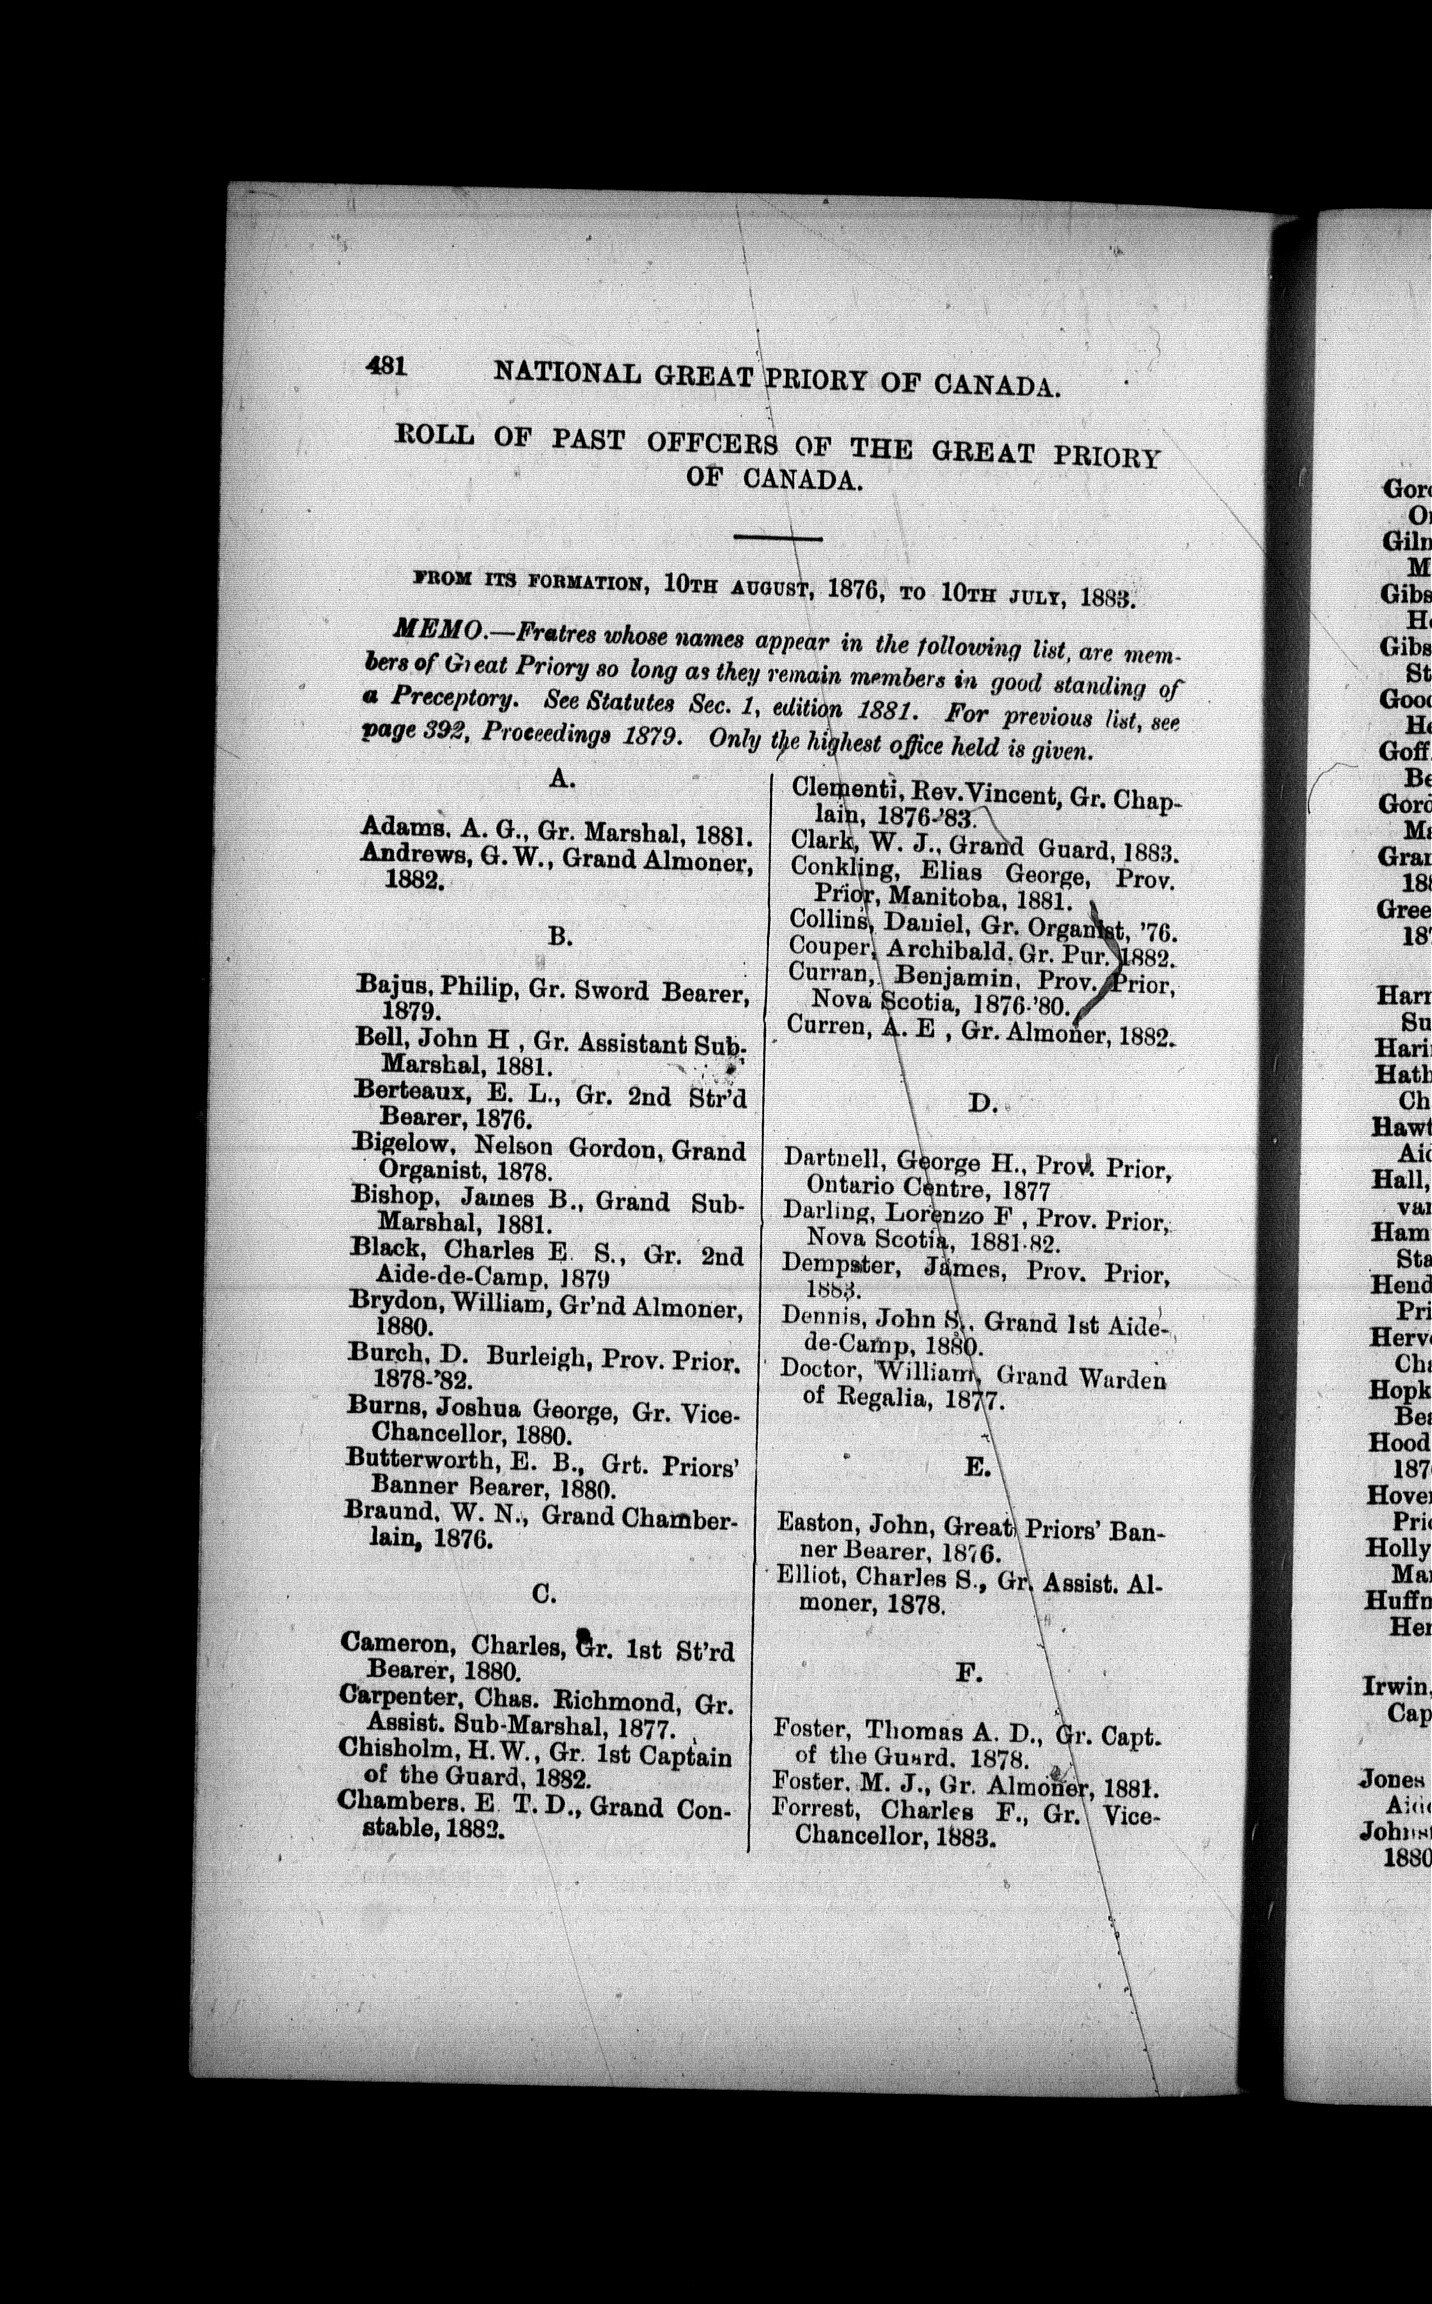 481 NATIONAL GREAT PRIORY OF CANADA.
ROLL OF PAST OFFCERS OF THE GREAT PRIORY
OF CANADA.
FROM ITS FORMATION, 10TH AUGUST, 1876, TO 10TH JULY, 1883.
MEMO.—Fratres whose names appear in the following list, are mem-
bers of Great Priory so long as they remain members in good standing of
a Preceptory. See Statutes Sec. 1, edition 1881. For previous list, see
page 392, Proceedings 1879. Only the highest office held is given.
A.
Adams, A. G., Gr. Marshal, 1881.
Andrews, G. W., Grand Almoner,
1882.
B.
Bajus, Philip, Gr. Sword Bearer,
1879.
Bell, John H , Gr. Assistant Sub-
Marshal, 1881.
Berteaux, E. L., Gr. 2nd Str'd
Bearer, 1876.
Bigelow, Nelson Gordon, Grand
Organist, 1878.
Bishop, James B., Grand Sub-
Marshal, 1881.
Black, Charles E. S., Gr. 2nd
Aide-de-Camp, 1879
Brydon, William, Gr'nd Almoner,
1880.
Burch, D. Burleigh, Prov. Prior.
1878-'82.
Burns, Joshua George, Gr. Vice-
Chancellor, 1880.
Butterworth, E. B., Grt. Priors'
Banner Bearer, 1880.
Braund, W. N., Grand Chamber-
lain, 1876.
C.
Cameron, Charles, Gr. 1st St'rd
Bearer, 1880.
Carpenter, Chas. Richmond, Gr.
Assist. Sub-Marshal, 1877.
Chisholm, H. W., Gr. 1st Captain
of the Guard, 1882.
Chambers, E T. D., Grand Con-
stable, 1882.
Clementi, Rev. Vincent, Gr. Chap-
lain, 1876-'83.
Clark, W. J., Grand Guard, 1883.
Conkling, Elias George, Prov.
Prior, Manitoba, 1881.
Collins, Daniel, Gr. Organist, '76.
Couper, Archibald. Gr. Pur. 1882.
Curran, Benjamin, Prov. Prior,
Nova Scotia, 1876-'80.
Curren, A. E , Gr. Almoner, 1882.
D.
Dartnell, George H., Prov. Prior,
Ontario Centre, 1877
Darling, Lorenzo F , Prov. Prior,
Nova Scotia, 1881-82.
Dempster, James, Prov. Prior,
1883.
Dennis, John S., Grand 1st Aide-
de-Camp, 1880.
Doctor, William, Grand Warden
of Regalia, 1877.
E.
Easton, John, Great Priors' Ban-
ner Bearer, 1876.
Elliot, Charles S., Gr. Assist. Al-
moner, 1878.
F.
Foster, Thomas A. D., Gr. Capt.
of the Guard, 1878.
Foster. M. J., Gr. Almoner, 1881.
Forrest, Charles F., Gr. Vice-
Chancellor, 1883.
Gibs
Gibs
St
Goff
Hall,
Ham
Hopk
Hood
Holly
Irwin,
Cap
Jones
1880